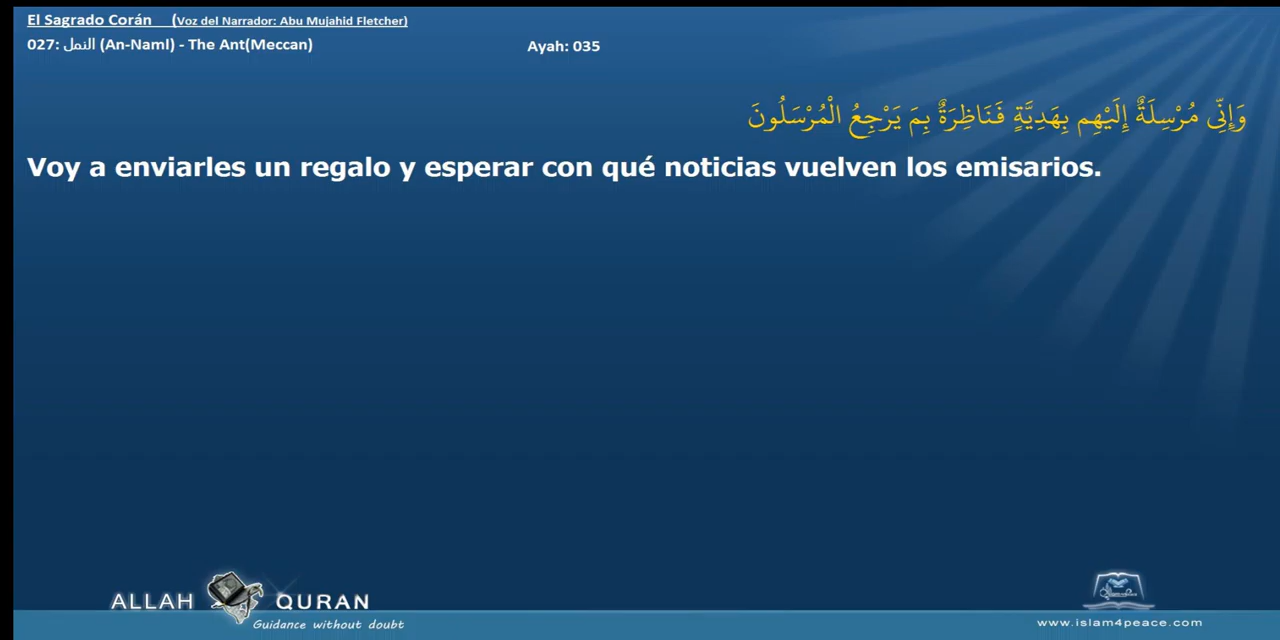 El Sagrado Corán (Voz del Narrador: Abu Mujahid Fletcher)
027: النمل (An-Naml) - The Ant(Meccan) Ayah: 035
وَإِنِّي مُرْسِلَةٌ إِلَيْهِم بِهَدِيَّةٍ فَنَاظِرَةٌ بِمَ يَرْجِعُ الْمُرْسَلُونَ
Voy a enviarles un regalo y esperar con qué noticias vuelven los emisarios.
ALLAH QURAN
Guidance without doubt
www.islam4peace.com